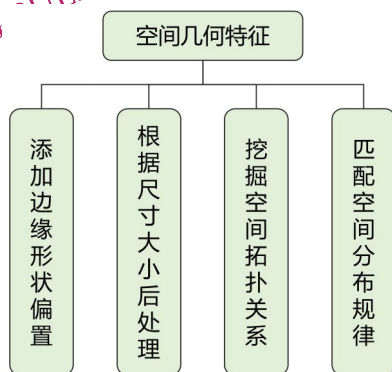 空间几何特征
添加边缘形状偏置
根据尺寸大小后处理
挖掘空间拓扑关系
匹配空间分布规律